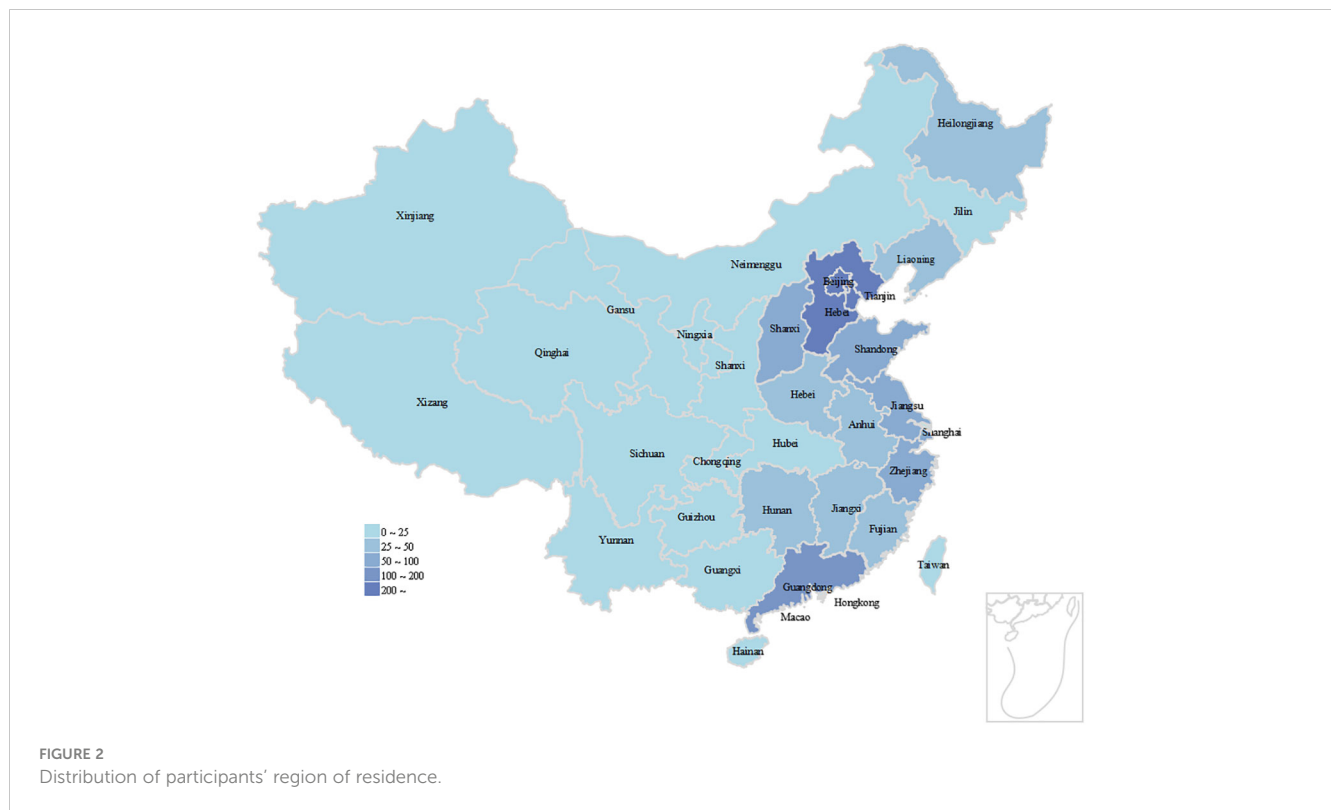 Heilongjiang
Jilin
Xinjiang
Liaoning
Neimenggu
Beijing
Tianjin
Gansu
Hebei
Shanxi
Ningxia
Shandong
Qinghai
Shanxi
Hebei
Xizang
Jiangsu
Anhui
Shanghai
Hubei
Sichuan
Chongqing
Zhejiang
Hunan
Jiangxi
Guizhou
Fujian
Yunnan
Guangxi
Taiwan
Guangdong
Hongkong
Macao
Hainan
0 ~ 25
25 ~ 50
50 ~ 100
100 ~ 200
200 ~
FIGURE 2
Distribution of participants’ region of residence.